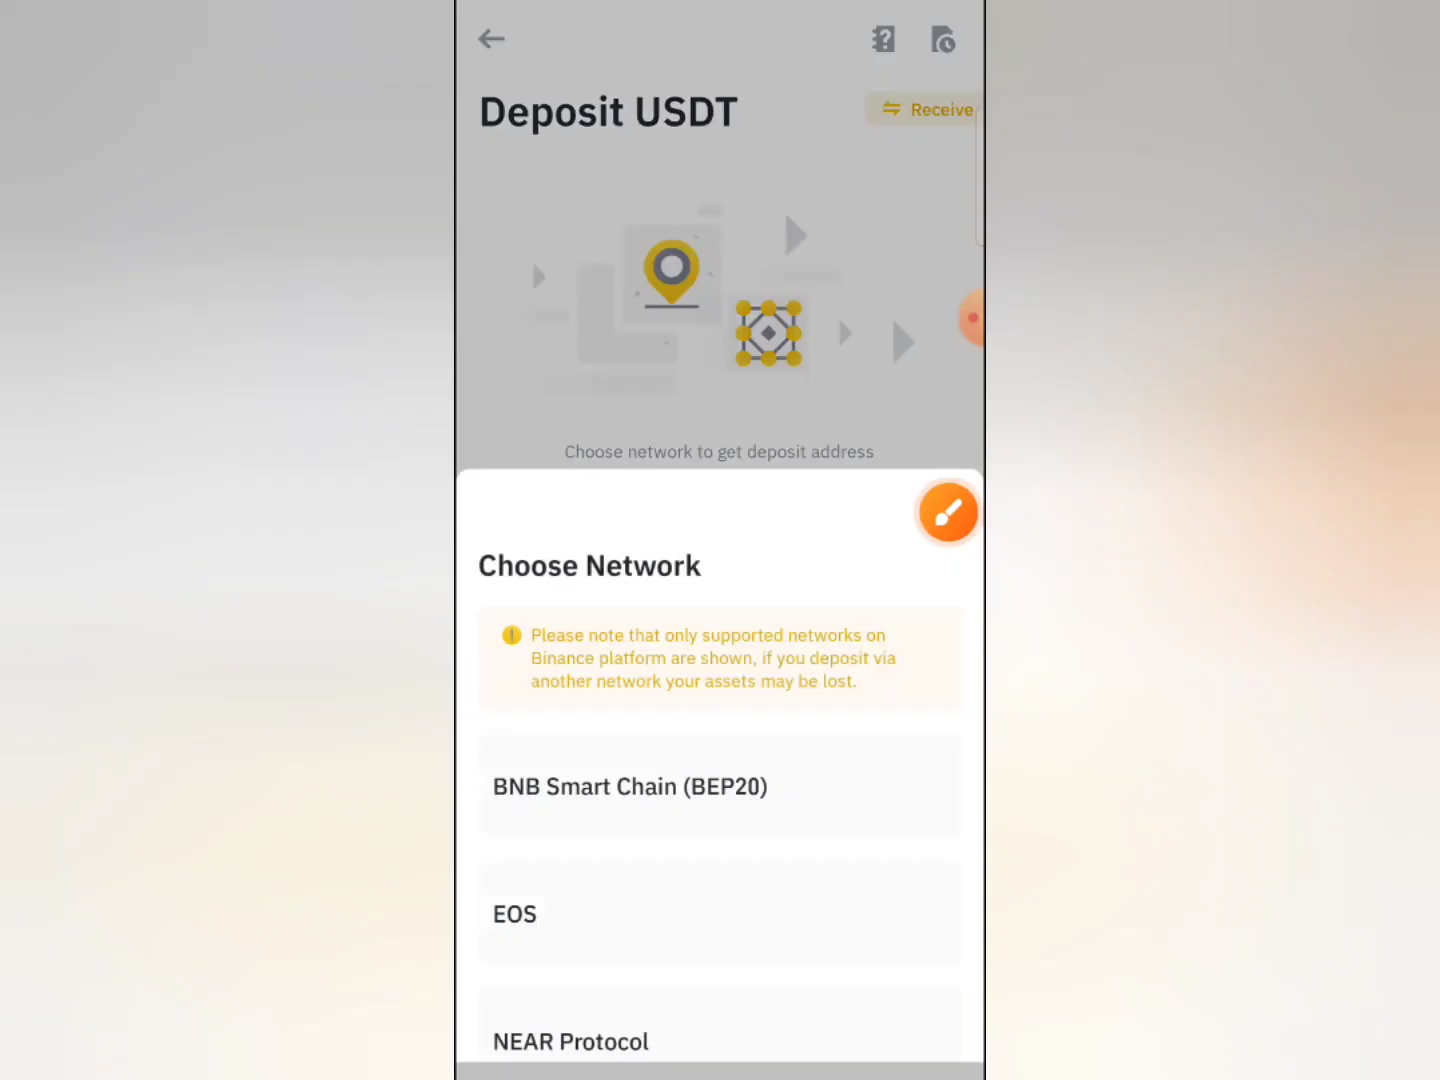 Deposit USDT
Receive
Choose network to get deposit address
Choose Network
Please note that only supported networks on
Binance platform are shown, if you deposit via
another network your assets may be lost.
BNB Smart Chain (BEP20)
EOS
NEAR Protocol